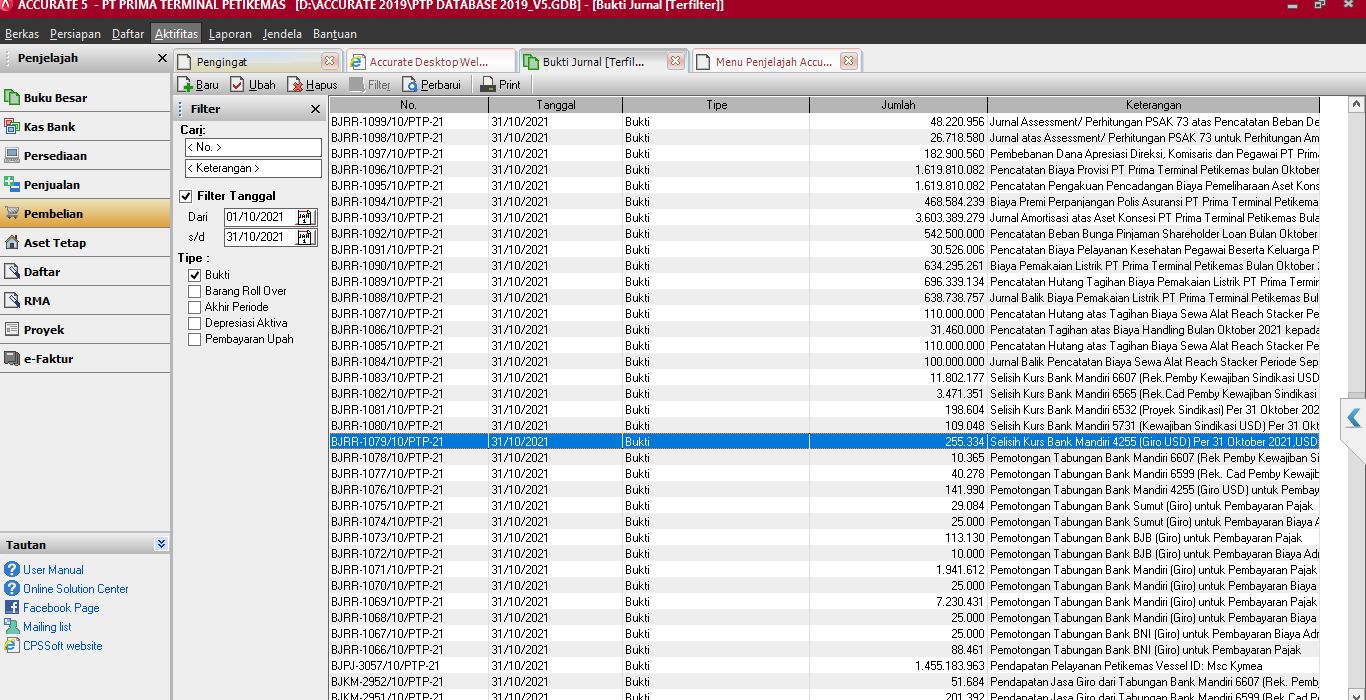 ACCURATE 5 - PT PRIMA TERMINAL PETIKEMAS [D:\ACCURATE 2019\PTP DATABASE 2019_V5.GDB] - [Bukti Jurnal [Terfilter]]
Berkas Persiapan Daftar Aktifitas Laporan Jendela Bantuan
Penjelajah
Pengingat
Accurate Desktop Wel...
Bukti Jurnal [Terfil...
Menu Penjelajah Accu...
Baru Ubah Hapus Filter Perbarui Print
Buku Besar
Kas Bank
Persediaan
Penjualan
Pembelian
Aset Tetap
Daftar
RMA
Proyek
e-Faktur
Tautan
User Manual
Online Solution Center
Facebook Page
Mailing list
CPSSoft website
Filter
Cari:
< No. >
< Keterangan >
Filter Tanggal
Dari 01/10/2021
s/d 31/10/2021
Tipe :
Bukti
Barang Roll Over
Akhir Periode
Depresiasi Aktiva
Pembayaran Upah
No. Tanggal Tipe Jumlah Keterangan
BJRR-1099/10/PTP-21 31/10/2021 Bukti 48.220.956 Jurnal Assessment/ Perhitungan PSAK 73 atas Pencatatan Beban De
BJRR-1098/10/PTP-21 31/10/2021 Bukti 26.718.580 Jurnal atas Assessment/ Perhitungan PSAK 73 untuk Perhitungan Am
BJRR-1097/10/PTP-21 31/10/2021 Bukti 182.900.560 Pembebanan Dana Apresiasi Direksi, Komisaris dan Pegawai PT Prim
BJRR-1096/10/PTP-21 31/10/2021 Bukti 1.619.810.082 Pencatatan Biaya Provisi PT Prima Terminal Petikemas bulan Oktober
BJRR-1095/10/PTP-21 31/10/2021 Bukti 1.619.810.082 Pencatatan Pengakuan Pencadangan Biaya Pemeliharaan Aset Kons
BJRR-1094/10/PTP-21 31/10/2021 Bukti 468.584.239 Biaya Premi Perpanjangan Polis Asuransi PT Prima Terminal Petikema
BJRR-1093/10/PTP-21 31/10/2021 Bukti 3.603.389.279 Jurnal Amortisasi atas Aset Konsesi PT Prima Terminal Petikemas Bula
BJRR-1092/10/PTP-21 31/10/2021 Bukti 542.500.000 Pencatatan Beban Bunga Pinjaman Shareholder Loan Bulan Oktober
BJRR-1091/10/PTP-21 31/10/2021 Bukti 30.526.006 Pencatatan Biaya Pelayanan Kesehatan Pegawai Beserta Keluarga P
BJRR-1090/10/PTP-21 31/10/2021 Bukti 634.295.261 Biaya Pemakaian Listrik PT Prima Terminal Petikemas Bulan Oktober
BJRR-1089/10/PTP-21 31/10/2021 Bukti 696.339.134 Pencatatan Hutang Tagihan Biaya Pemakaian Listrik PT Prima Termir
BJRR-1088/10/PTP-21 31/10/2021 Bukti 638.738.757 Jurnal Balik Biaya Pemakaian Listrik PT Prima Terminal Petikemas Bul
BJRR-1087/10/PTP-21 31/10/2021 Bukti 110.000.000 Pencatatan Hutang atas Tagihan Biaya Sewa Alat Reach Stacker Pe
BJRR-1086/10/PTP-21 31/10/2021 Bukti 31.460.000 Pencatatan Tagihan atas Biaya Handling Bulan Oktober 2021 kepada
BJRR-1085/10/PTP-21 31/10/2021 Bukti 110.000.000 Pencatatan Hutang atas Tagihan Biaya Sewa Alat Reach Stacker Pe
BJRR-1084/10/PTP-21 31/10/2021 Bukti 100.000.000 Jurnal Balik Pencatatan Biaya Sewa Alat Reach Stacker Periode Sep
BJRR-1083/10/PTP-21 31/10/2021 Bukti 11.802.177 Selisih Kurs Bank Mandiri 6607 (Rek.Pemby Kewajiban Sindikasi USD
BJRR-1082/10/PTP-21 31/10/2021 Bukti 3.471.351 Selisih Kurs Bank Mandiri 6565 (Rek.Cad Pemby Kewajiban Sindikasi
BJRR-1081/10/PTP-21 31/10/2021 Bukti 198.604 Selisih Kurs Bank Mandiri 6532 (Proyek Sindikasi) Per 31 Oktober 202
BJRR-1080/10/PTP-21 31/10/2021 Bukti 109.048 Selisih Kurs Bank Mandiri 5731 (Kewajiban Sindikasi USD) Per 31 Okt
BJRR-1079/10/PTP-21 31/10/2021 Bukti 255.334 Selisih Kurs Bank Mandiri 4255 (Giro USD) Per 31 Oktober 2021,USD
BJRR-1078/10/PTP-21 31/10/2021 Bukti 10.365 Pemotongan Tabungan Bank Mandiri 6607 (Rek Pemby Kewajiban Si
BJRR-1077/10/PTP-21 31/10/2021 Bukti 40.278 Pemotongan Tabungan Bank Mandiri 6599 (Rek. Cad Pemby Kewajib
BJRR-1076/10/PTP-21 31/10/2021 Bukti 141.990 Pemotongan Tabungan Bank Mandiri 4255 (Giro USD) untuk Pembay
BJRR-1075/10/PTP-21 31/10/2021 Bukti 29.084 Pemotongan Tabungan Bank Sumut (Giro) untuk Pembayaran Pajak
BJRR-1074/10/PTP-21 31/10/2021 Bukti 25.000 Pemotongan Tabungan Bank Sumut (Giro) untuk Pembayaran Biaya A
BJRR-1073/10/PTP-21 31/10/2021 Bukti 113.130 Pemotongan Tabungan Bank BJB (Giro) untuk Pembayaran Pajak
BJRR-1072/10/PTP-21 31/10/2021 Bukti 10.000 Pemotongan Tabungan Bank BJB (Giro) untuk Pembayaran Biaya Adr
BJRR-1071/10/PTP-21 31/10/2021 Bukti 1.941.612 Pemotongan Tabungan Bank Mandiri (Giro) untuk Pembayaran Pajak
BJRR-1070/10/PTP-21 31/10/2021 Bukti 25.000 Pemotongan Tabungan Bank Mandiri (Giro) untuk Pembayaran Biaya
BJRR-1069/10/PTP-21 31/10/2021 Bukti 7.230.431 Pemotongan Tabungan Bank Mandiri (Giro) untuk Pembayaran Pajak
BJRR-1068/10/PTP-21 31/10/2021 Bukti 25.000 Pemotongan Tabungan Bank Mandiri (Giro) untuk Pembayaran Biaya
BJRR-1067/10/PTP-21 31/10/2021 Bukti 25.000 Pemotongan Tabungan Bank BNI (Giro) untuk Pembayaran Biaya Adr
BJRR-1066/10/PTP-21 31/10/2021 Bukti 88.461 Pemotongan Tabungan Bank BNI (Giro) untuk Pembayaran Pajak
BJPJ-3057/10/PTP-21 31/10/2021 Bukti 1.455.183.963 Pendapatan Pelayanan Petikemas Vessel ID: Msc Kymea
BJKM-2952/10/PTP-21 31/10/2021 Bukti 51.684 Pendapatan Jasa Giro dari Tabungan Bank Mandiri 6607 (Rek. Pemb
BJKM-2951/10/PTP-21 31/10/2021 Bukti 201.392 Pendapatan Jasa Giro dari Tabungan Bank Mandiri 6599 (Rek Cad P